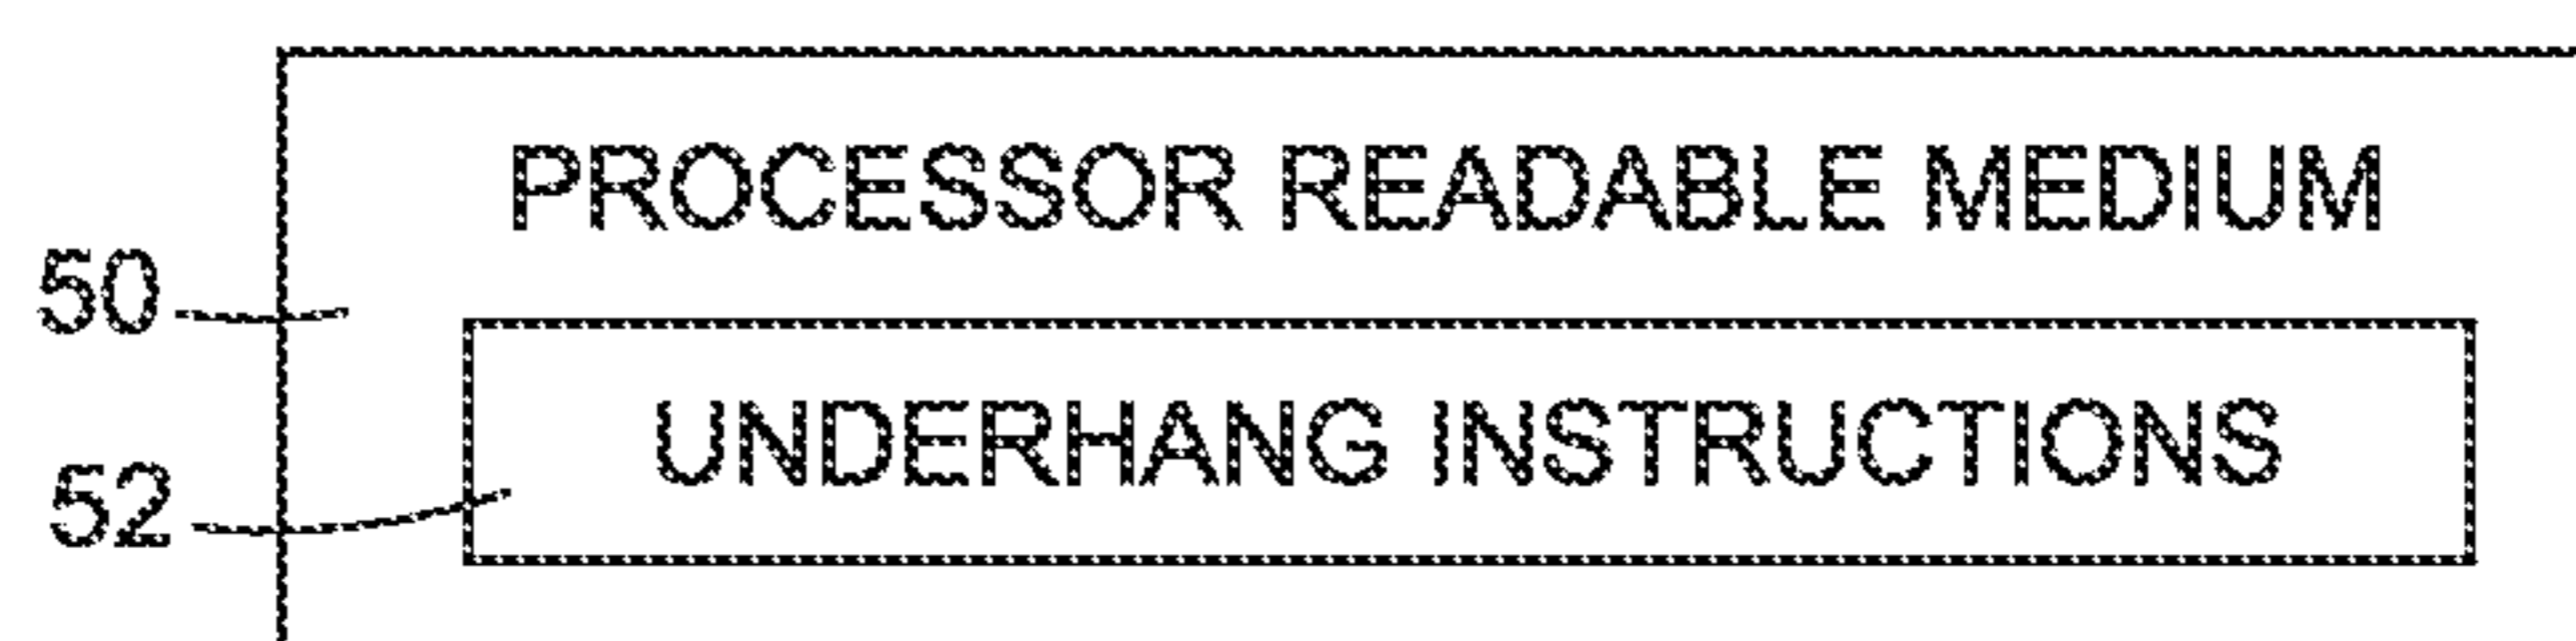 PROCESSOR READABLE MEDIUM
50
UNDERHANG INSTRUCTIONS
52